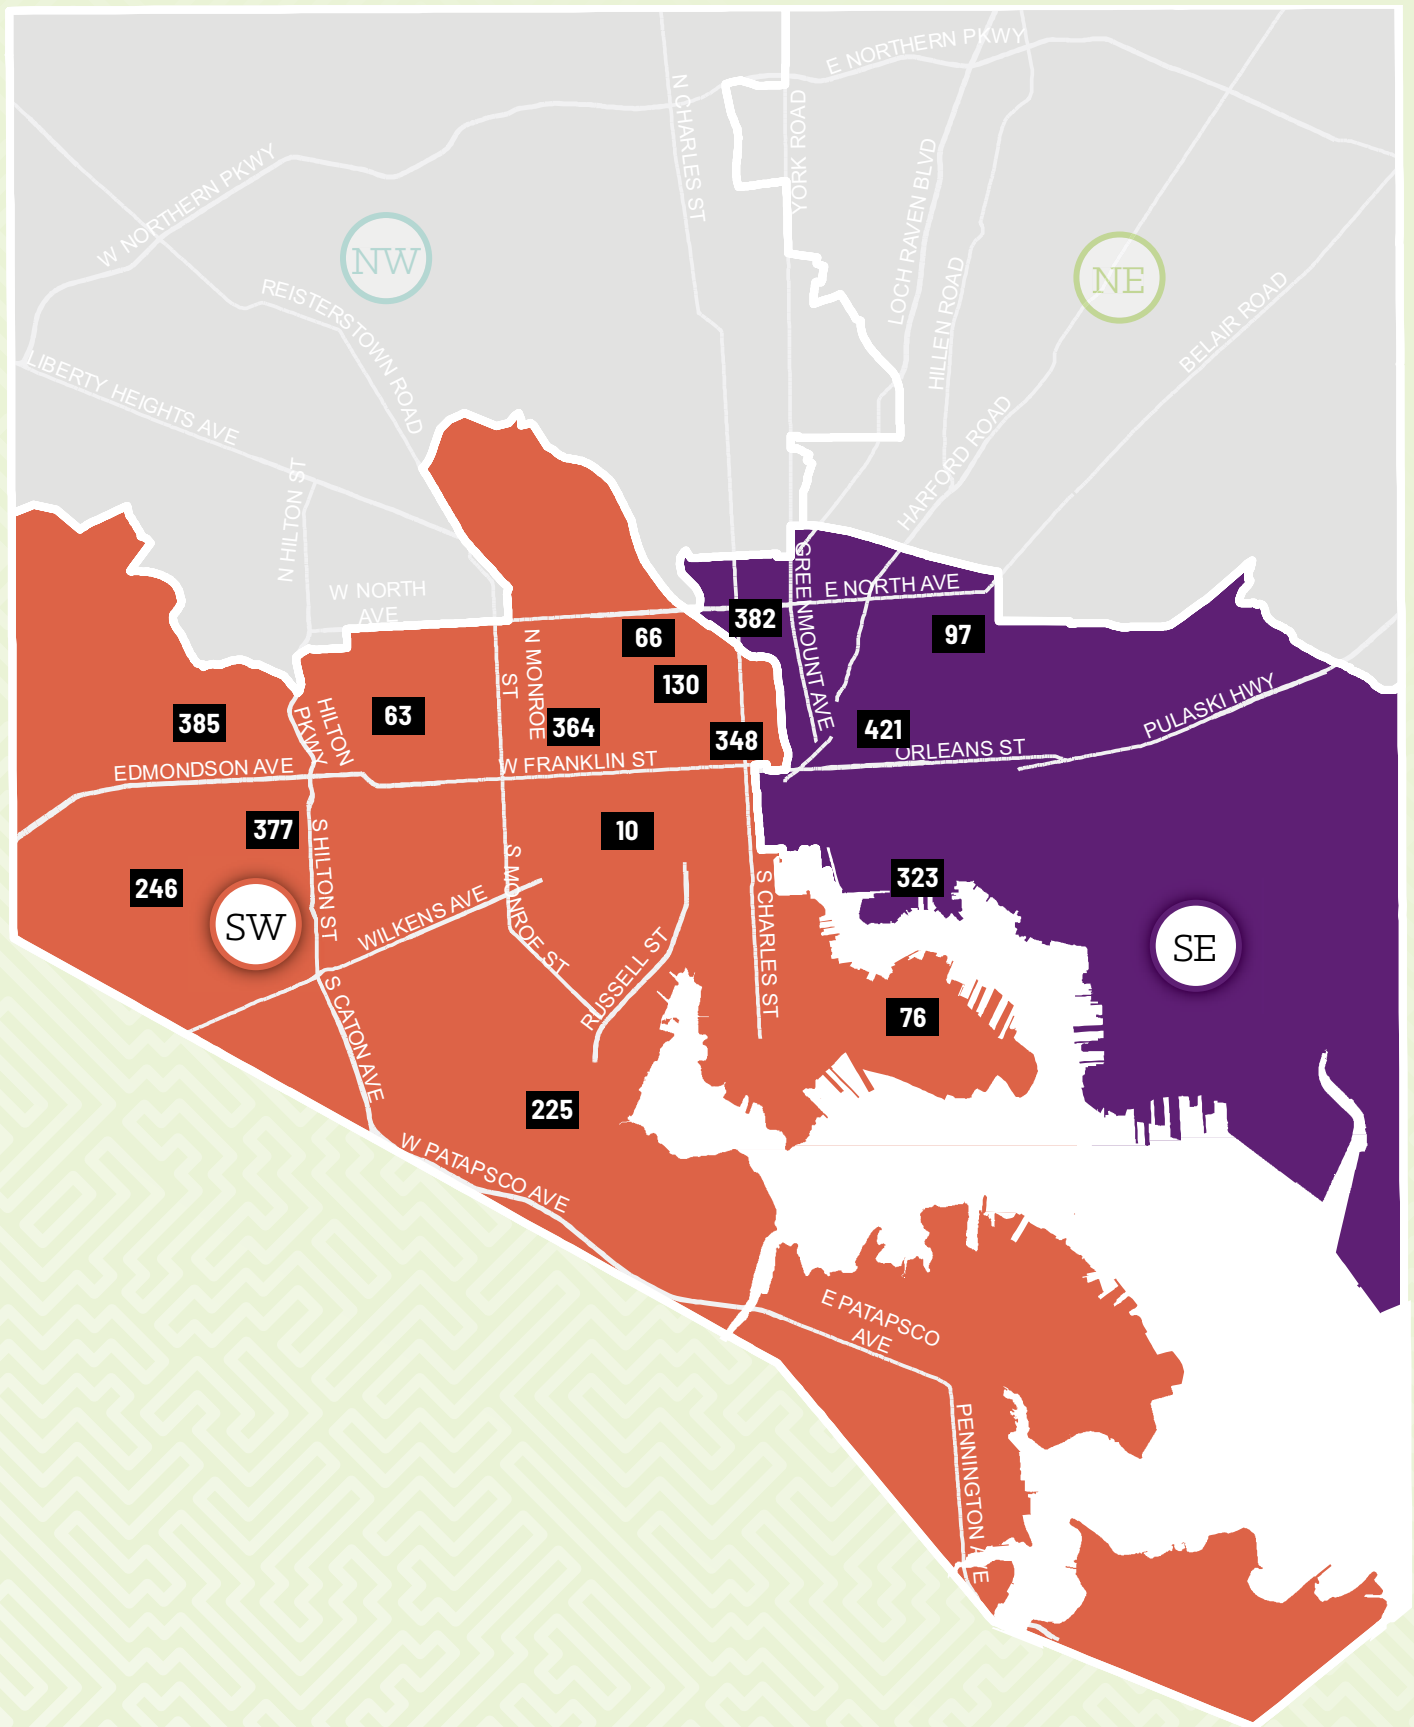 E NORTHERN PKWY
N CHARLES ST
YORK ROAD
W NORTHERN PKWY
LOCH RAVEN BLVD
NW
NE
HILLEN ROAD
REISTERSTOWN ROAD
BELAIR ROAD
LIBERTY HEIGHTS AVE
HARFORD ROAD
N HILTON ST
GREENMOUNT AVE
W NORTH
AVE
E NORTH AVE
382
66
97
N MONROE
ST
130
HILTON
PKWY
385
63
364
348
421
PULASKI HWY
ORLEANS ST
EDMONDSON AVE
W FRANKLIN ST
377
10
S HILTON ST
S MONROE ST
S CHARLES ST
323
246
SW
WILKENS AVE
RUSSELL ST
SE
S CATON AVE
76
225
W PATAPSCO AVE
E PATAPSCO
AVE
PENNINGTON AVE